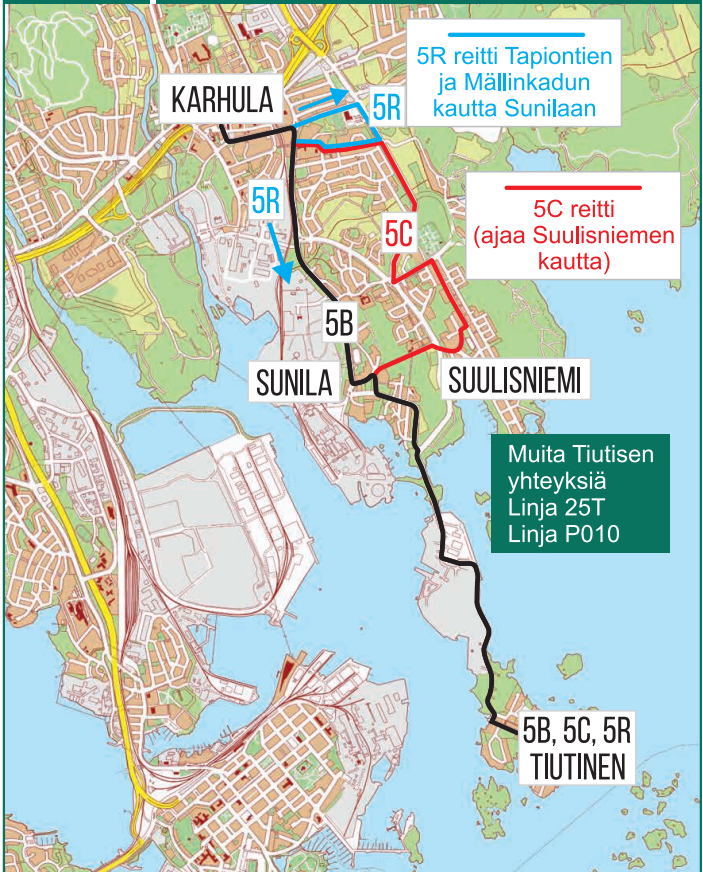 5R reitti Tapiontien
ja Mällinkadun
kautta Sunilaan
KARHULA
5R
5C reitti
(ajaa Suulisniemen
kautta)
5R
5C
5B
SUNILA
SUULISNIEMI
Muita Tiutisen
yhteyksiä
Linja 25T
Linja P010
5B, 5C, 5R
TIUTINEN